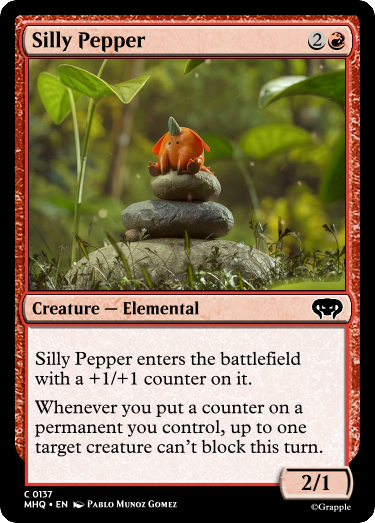 Silly Pepper 2
Creature — Elemental
Silly Pepper enters the battlefield
with a +1/+1 counter on it.
Whenever you put a counter on a
permanent you control, up to one
target creature can't block this turn.
2/1
C 0137
MHQ • EN Pablo Munoz Gomez
©Grapple